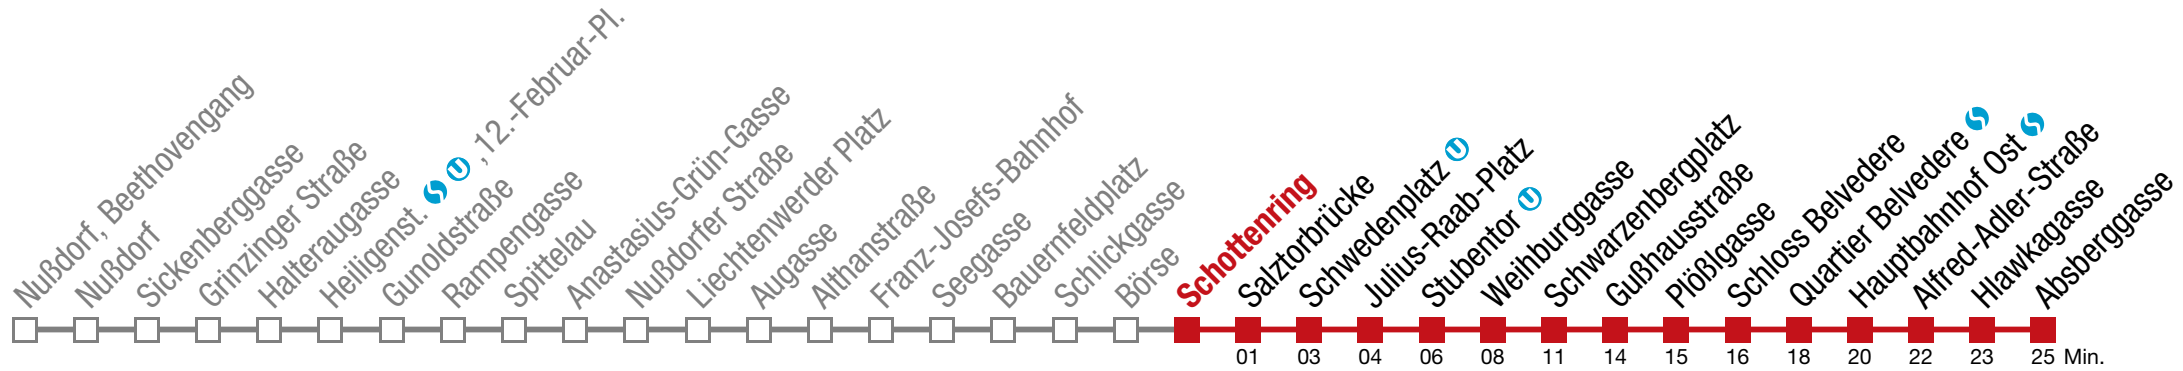 Nußdorf, Beethovengang
Nußdorf
Sickenberggasse
Grinzinger Straße
Halteraugasse
Heiligenst. S U , 12.-Februar-Pl.
Gunoldstraße
Rampengasse
Spittelau
Anastasius-Grün-Gasse
Nußdorfer Straße
Liechtenwerder Platz
Augasse
Althanstraße
Franz-Josefs-Bahnhof
Seegasse
Bauernfeldplatz
Schlickgasse
Börse
Schottenring
Salztorbrücke
Schwedenplatz U
Julius-Raab-Platz
Stubentor U
Weihburggasse
Schwarzenbergplatz
Gußhausstraße
Plößlgasse
Schloss Belvedere
Quartier Belvedere S
Hauptbahnhof Ost S
Alfred-Adler-Straße
Hawkagasse
Absberggasse
01 03 04 06 08 11 14 15 16 18 20 22 23 25 Min.